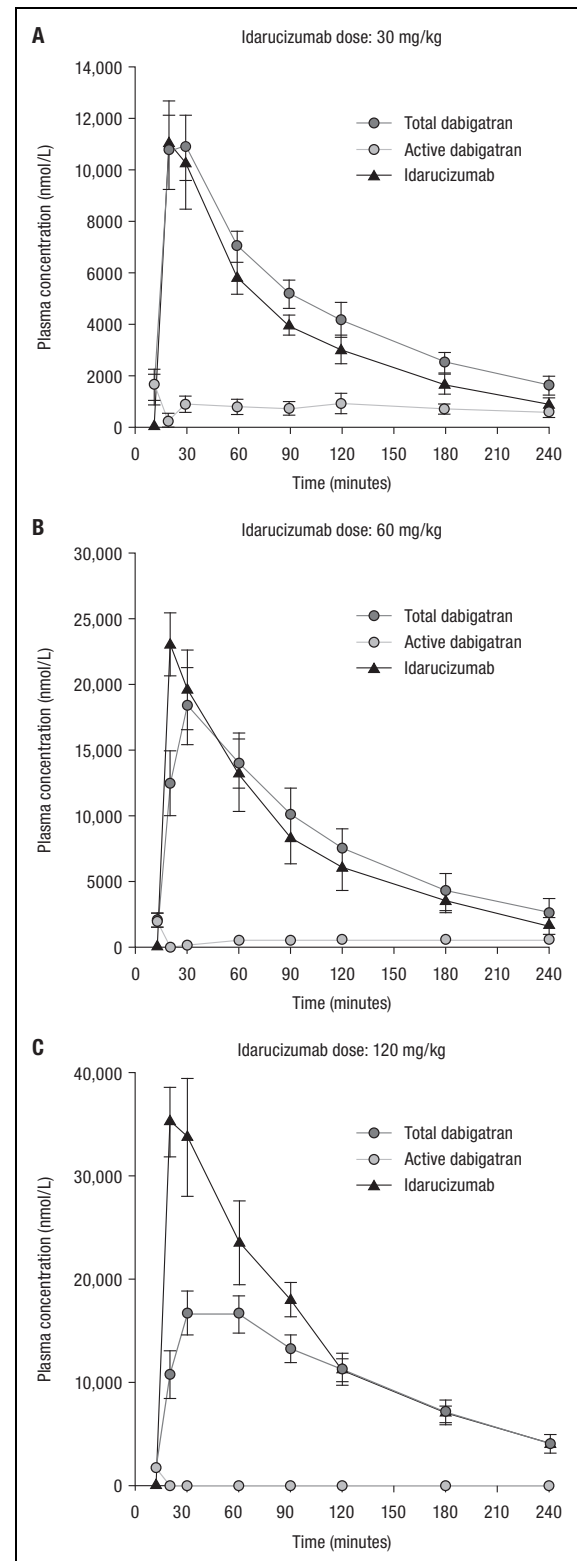 A
Idarucizumab dose: 30 mg/kg
Plasma concentration (nmol/L)
14,000
12,000
10,000
8000
6000
4000
2000
0
Total dabigatran
Active dabigatran
Idarucizumab
0 30 60 90 120 150 180 210 240
Time (minutes)
B
Idarucizumab dose: 60 mg/kg
Plasma concentration (nmol/L)
30,000
25,000
20,000
15,000
10,000
5000
0
Total dabigatran
Active dabigatran
Idarucizumab
0 30 60 90 120 150 180 210 240
Time (minutes)
C
Idarucizumab dose: 120 mg/kg
Plasma concentration (nmol/L)
40,000
30,000
20,000
10,000
0
Total dabigatran
Active dabigatran
Idarucizumab
0 30 60 90 120 150 180 210 240
Time (minutes)